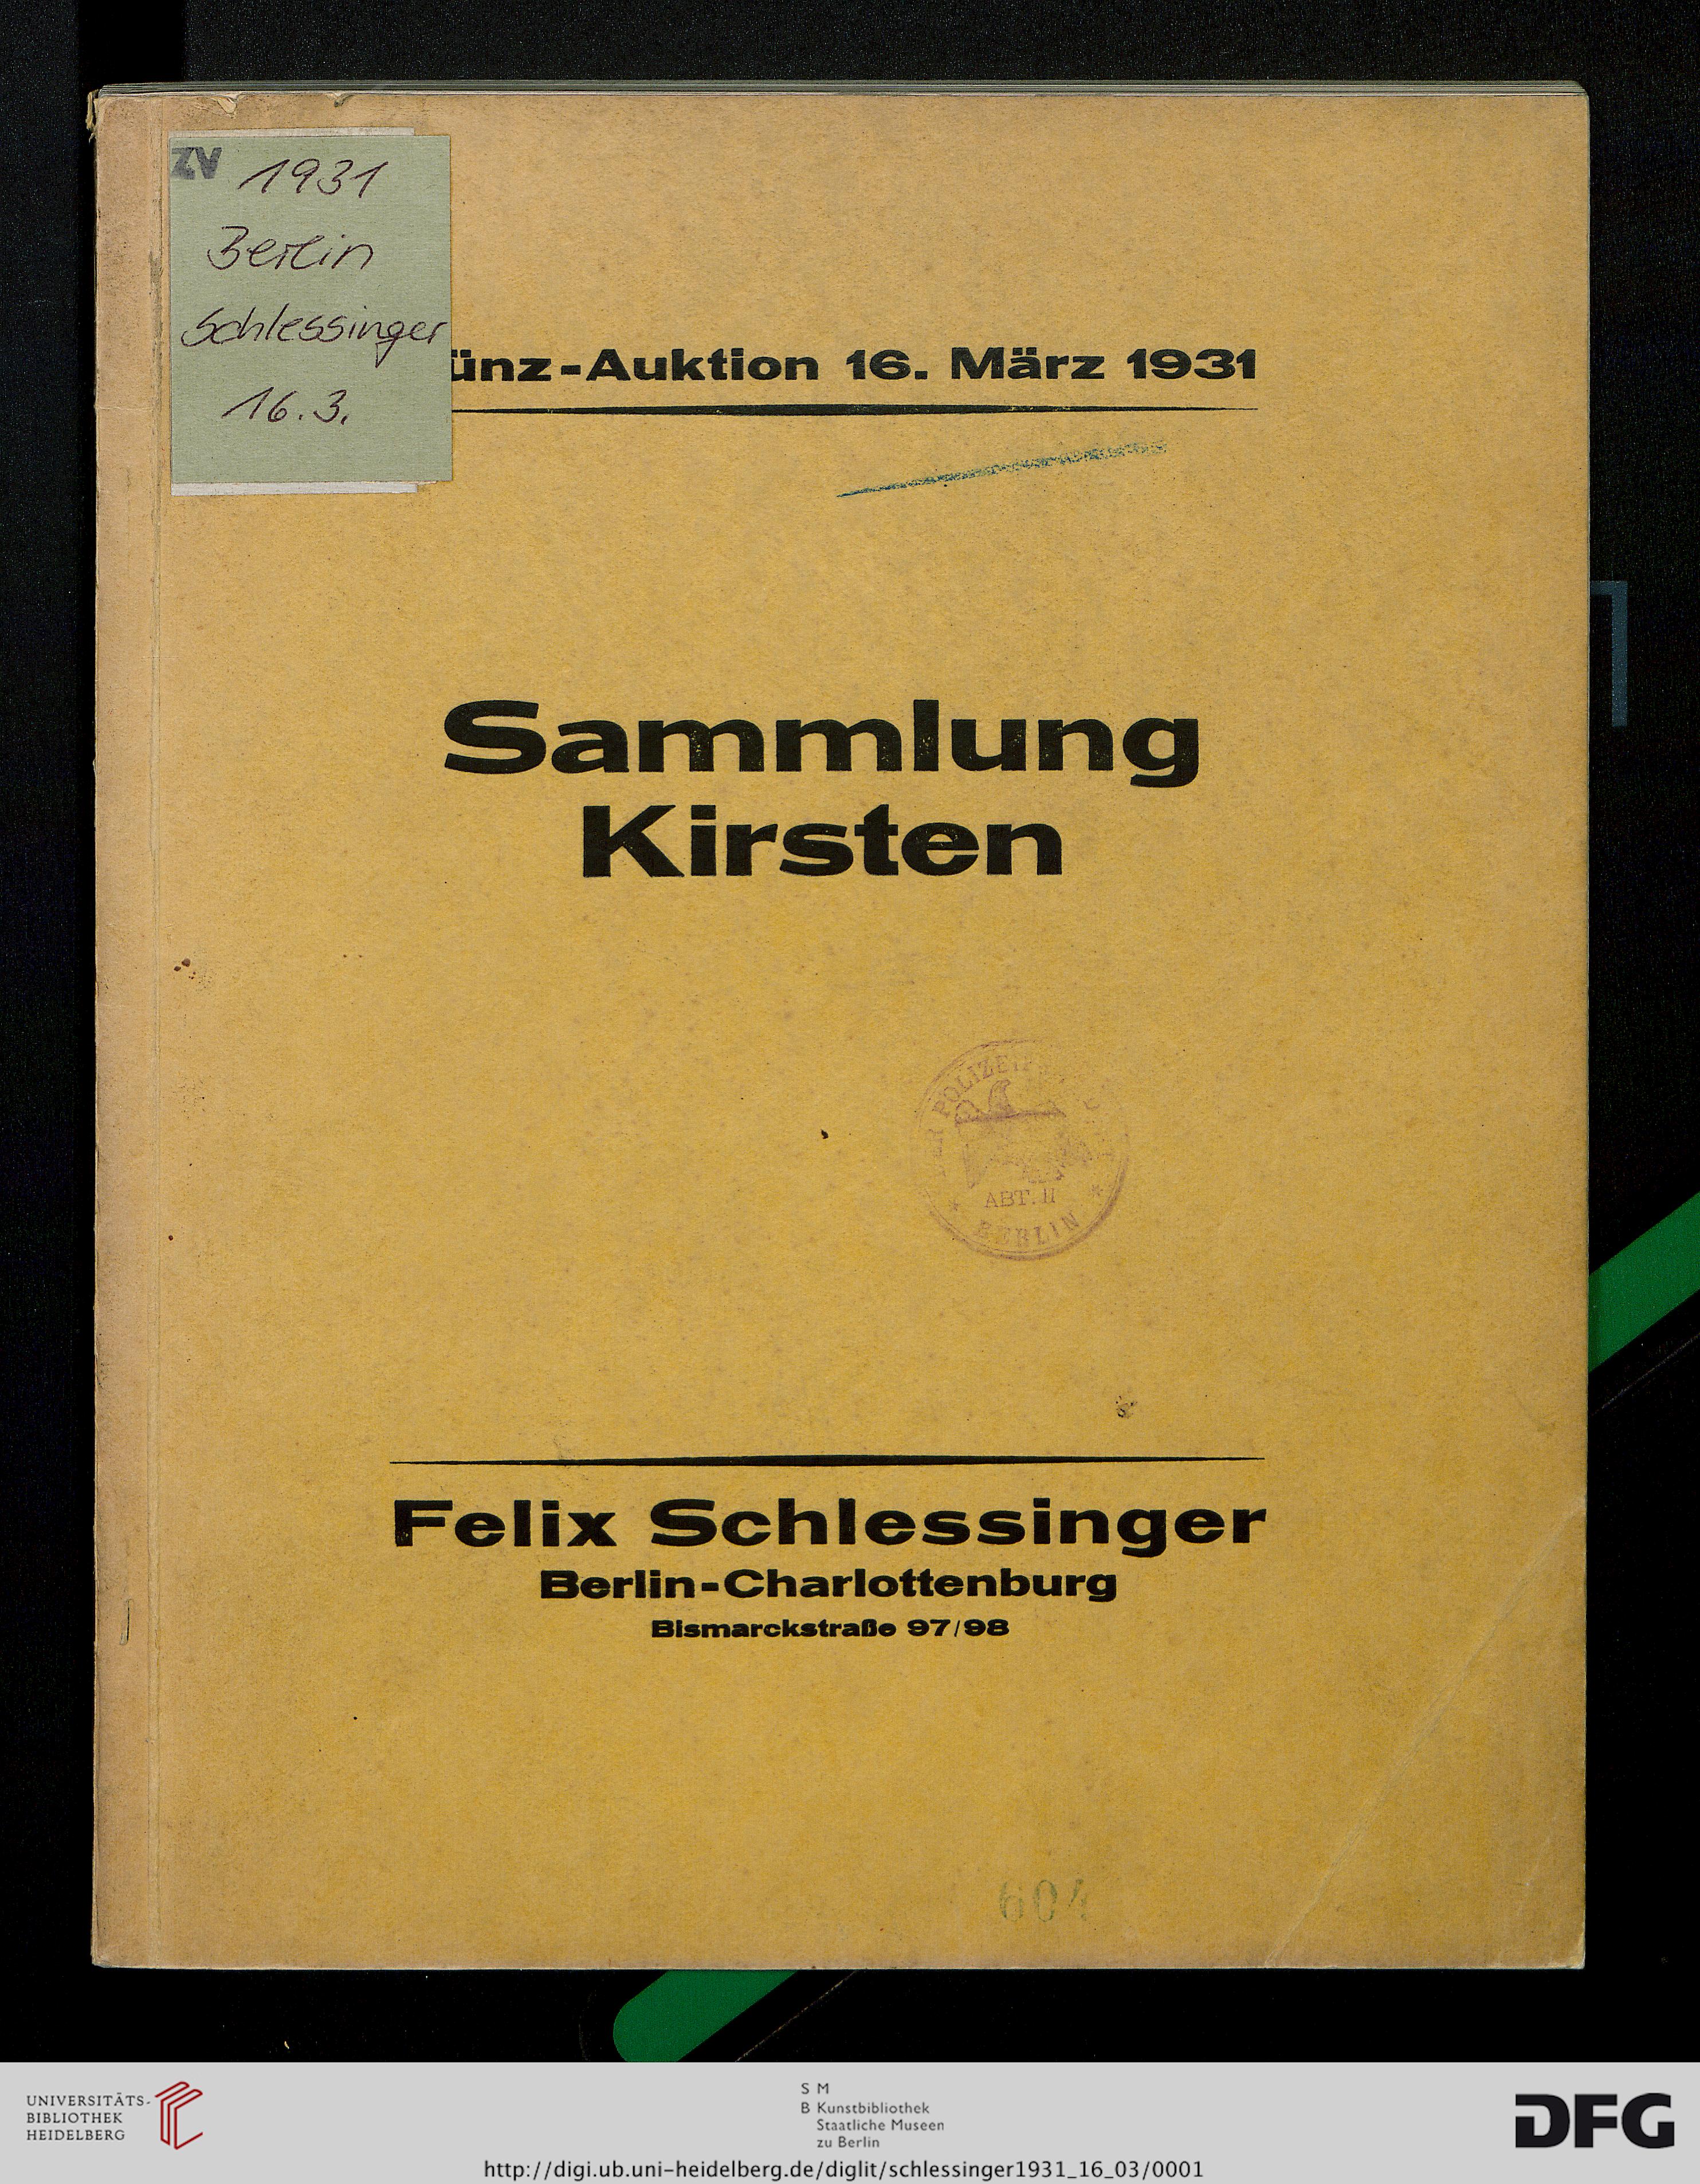 ZV 1931
Berlin
Schlessinger
16.3.
ünz-Auktion 16. März 1931
Sammlung
Kirsten
ABT. II
BERLIN
Felix Schlessinger
Berlin-Charlottenburg
Bismarckstraße 97/98
604
UNIVERSITÄTS-
BIBLIOTHEK
HEIDELBERG
S M
B Kunstbibliothek
Staatliche Museen
zu Berlin
DFG
http://digi.ub.uni-heidelberg.de/diglit/schlessinger1931_16_03/0001